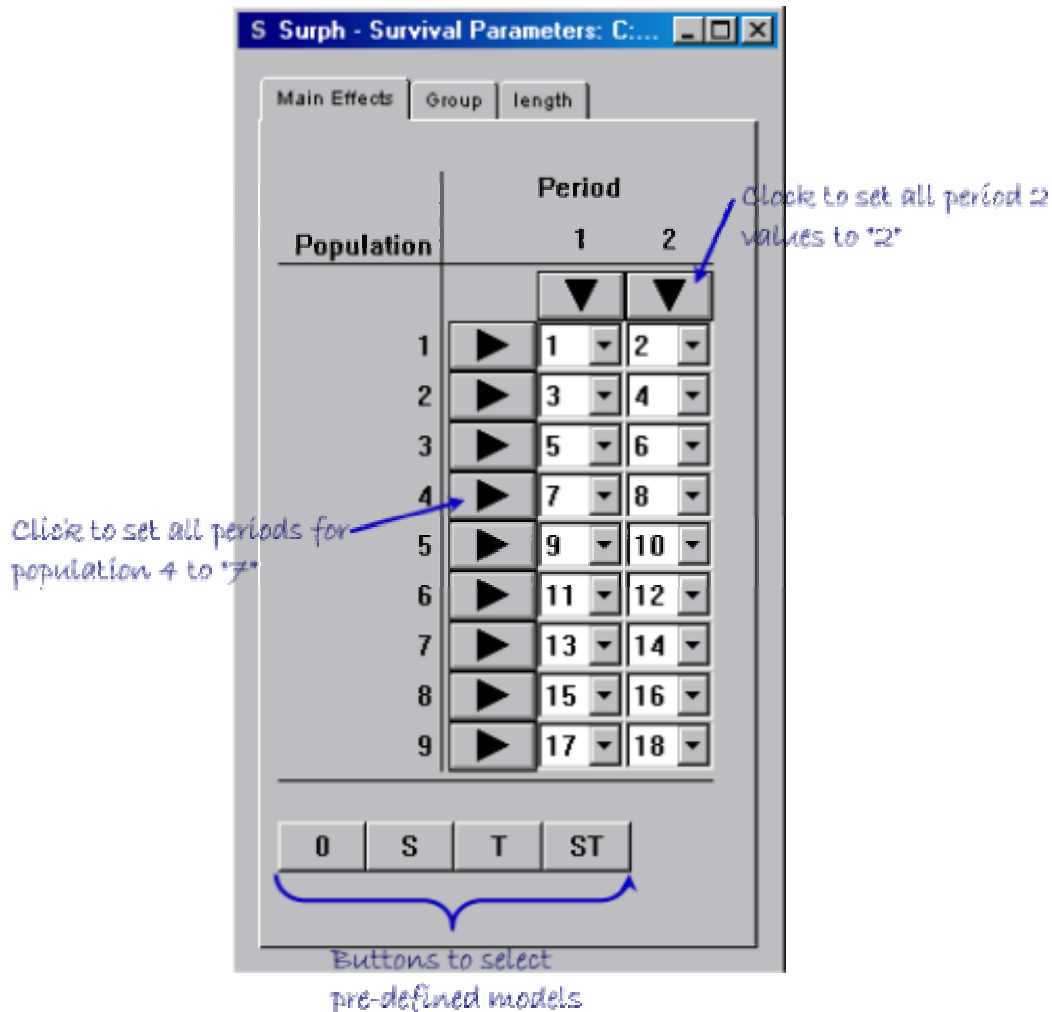 S Surph - Survival Parameters: C:...
Main Effects Group length
Period
Clock to set all period 2
values to "2"
Population 1 2
1 1 2
2 3 4
3 5 6
4 7 8
Click to set all periods for
population 4 to "7"
5 9 10
6 11 12
7 13 14
8 15 16
9 17 18
0 S T ST
Buttons to select
pre-defined models